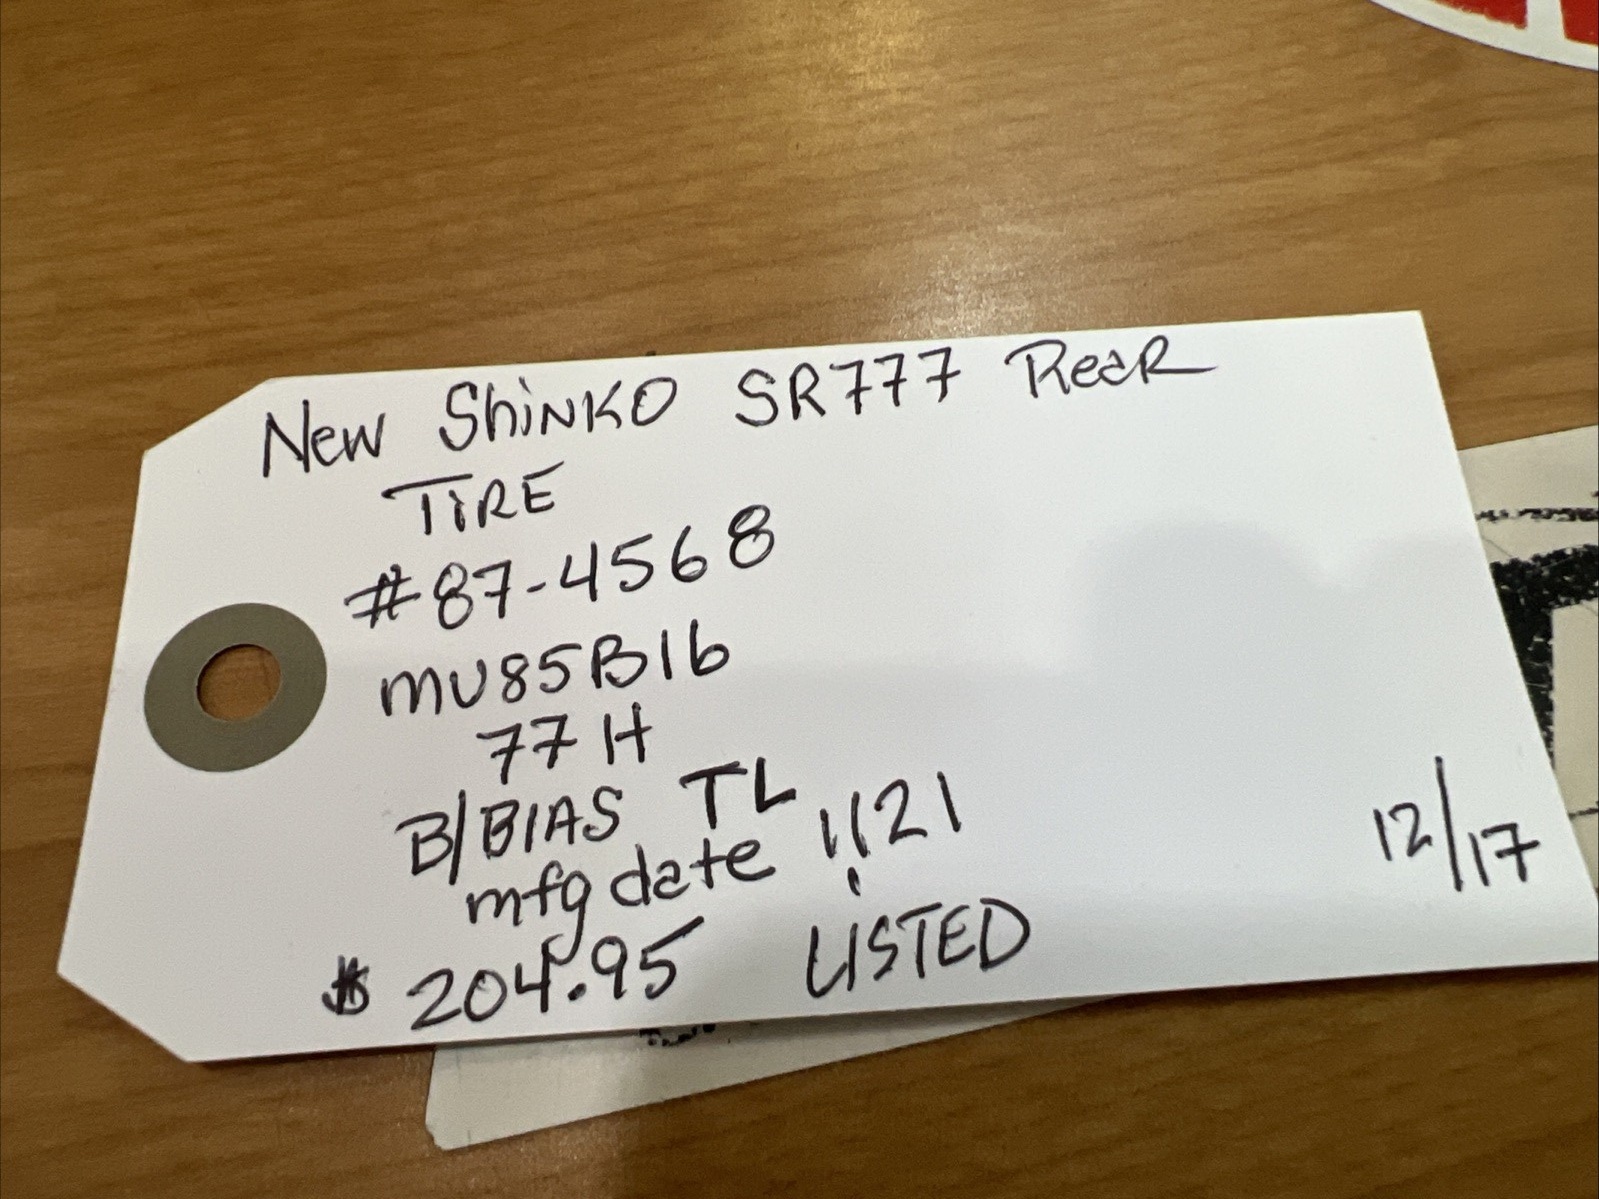 New ShiNKO SR777 ReaR
TiRE
#87-4568
MU85B16
77H
B/BIAS TL
mfg date 1121
$ 204.95 LISTED
12/17